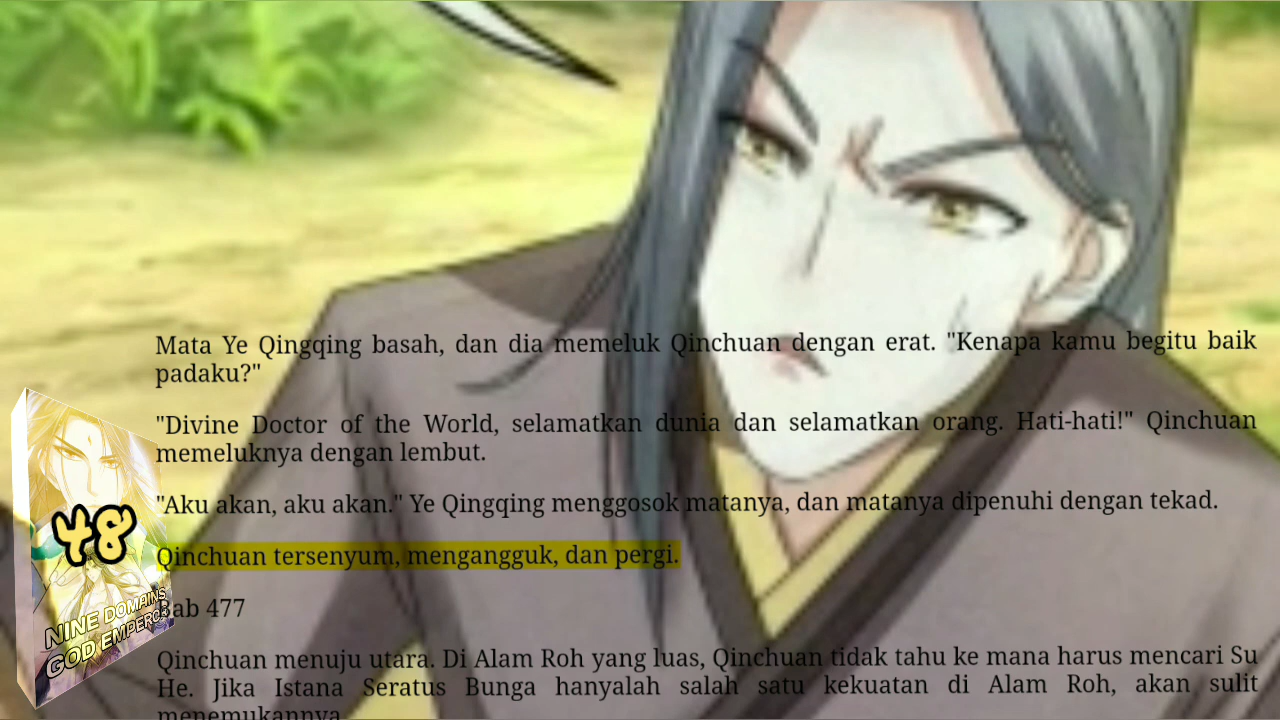 Mata Ye Qingqing basah, dan dia memeluk Qinchuan dengan erat. "Kenapa kamu begitu baik
padaku?"
"Divine Doctor of the World, selamatkan dunia dan selamatkan orang. Hati-hati!" Qinchuan
memeluknya dengan lembut.
"Aku akan, aku akan." Ye Qingqing menggosok matanya, dan matanya dipenuhi dengan tekad.
Qinchuan tersenyum, mengangguk, dan pergi.
Bab 477
Qinchuan menuju utara. Di Alam Roh yang luas, Qinchuan tidak tahu ke mana harus mencari Su
He. Jika Istana Seratus Bunga hanyalah salah satu kekuatan di Alam Roh, akan sulit
menemukannya
48
NINE DOMAINS
GOD EMPEROR